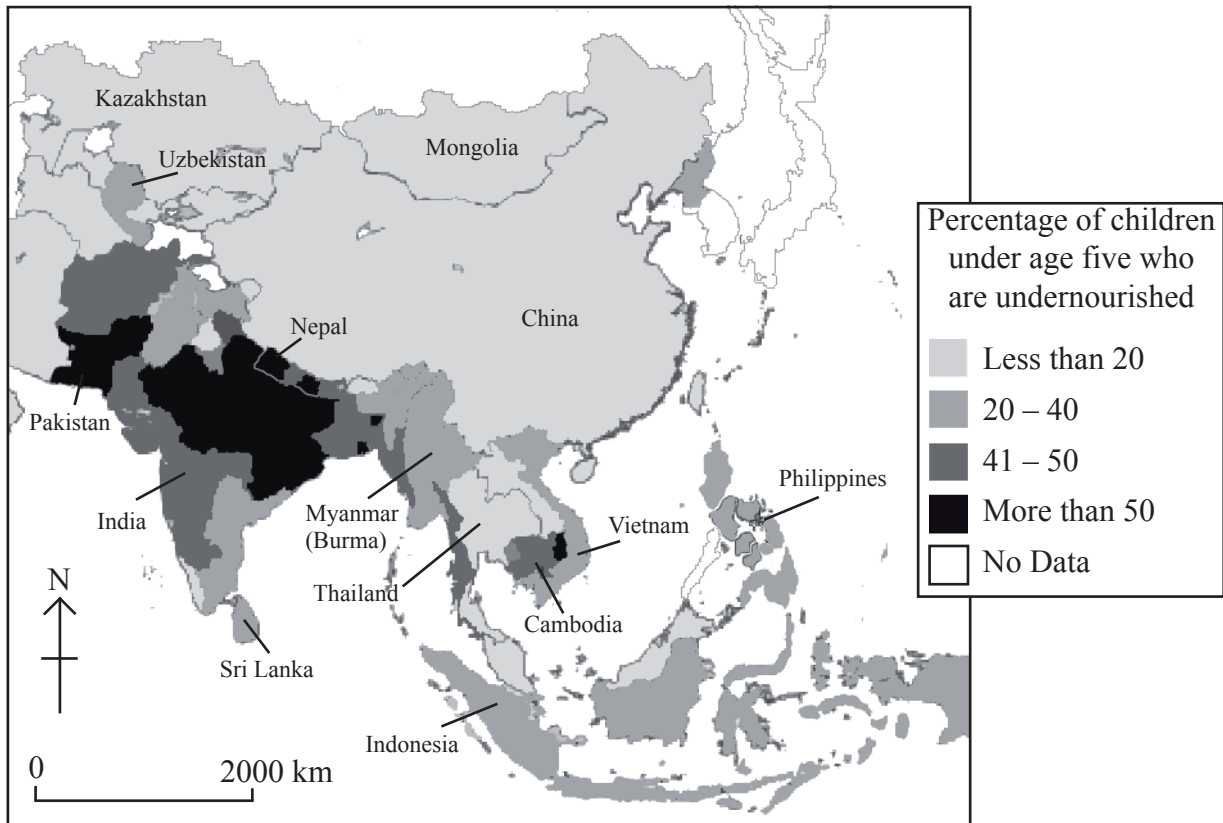 Kazakhstan
Mongolia
Uzbekistan
China
Nepal
Pakistan
India
Myanmar
(Burma)
Thailand
Vietnam
Cambodia
Philippines
Sri Lanka
Indonesia
N
0
2000 km
Percentage of children
under age five who
are undernourished
Less than 20
20 – 40
41 – 50
More than 50
No Data